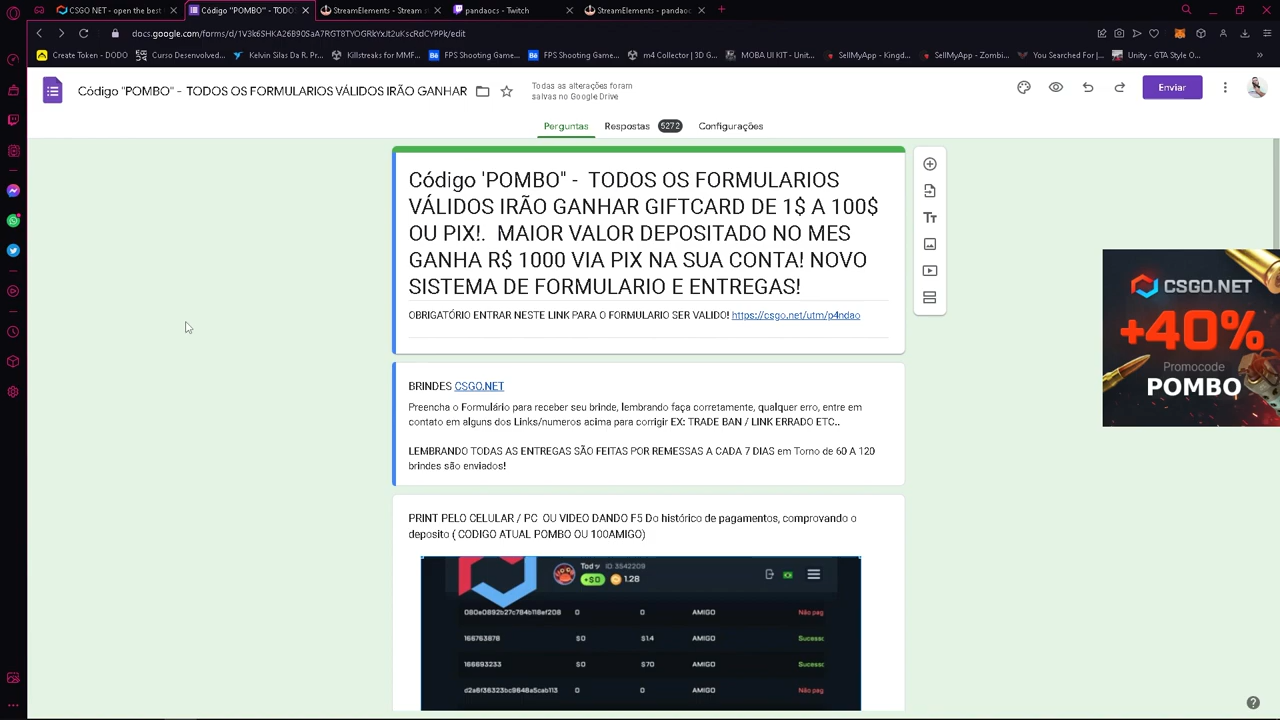 CSGO NET - open the best
Código "POMBO" - TODOS
StreamElements -Ström
pandao - Twitch
StreamElements - pandao
docs.google.com/forms/d/1V3k6SHKA26B90SaA7RGT8TYOGRkYxJt2uKscRdCYPPk/edit
Create Token - DODO
Curso Desenvolved...
Kelvin Silas Da R...
Killstreaks for MMF...
FPS Shooting Game...
FPS Shooting Game...
m4 Collector | 3D G...
MOBA UI KIT - Unit...
SellMyApp - Skullca...
SellMyApp - Zombi...
You Searched For |...
Unity - GTA Style O...
Código "POMBO" - TODOS OS FORMULARIOS VÁLIDOS IRÃO GANHAR
Todas as alterações foram
salvas no Google Drive
Enviar
Perguntas
Respostas 5272
Configurações
Código 'POMBO" - TODOS OS FORMULARIOS
VÁLIDOS IRÃO GANHAR GIFTCARD DE 1$ A 100$
OU PIX!. MAIOR VALOR DEPOSITADO NO MES
GANHA R$ 1000 VIA PIX NA SUA CONTA! NOVO
SISTEMA DE FORMULARIO E ENTREGAS!
OBRIGATÓRIO ENTRAR NESTE LINK PARA O FORMULARIO SER VALIDO! https://csgo.net/utm/p4ndao
CSGO.NET
+40%
Promocode
POMBO
BRINDES CSGO.NET
Preencha o Formulário para receber seu brinde, lembrando faça corretamente, qualquer erro, entre em
contato em alguns dos Links/numeros acima para corrigir EX: TRADE BAN / LINK ERRADO ETC..
LEMBRANDO TODAS AS ENTREGAS SÃO FEITAS POR REMESSAS A CADA 7 DIAS em Torno de 60 A 120
brindes são enviados!
PRINT PELO CELULAR / PC OU VIDEO DANDO F5 Do histórico de pagamentos, comprovando o
deposito ( CODIGO ATUAL POMBO OU 100AMIGO)
ID: 3542209
+$0 1.28
080e0892b27c784b118ef208 0 0 AMIGO Não pag
166763878 $0 $1.4 AMIGO
166693233 $0 $70 AMIGO
d2a6f36323bc9648a5cab113 0 0 AMIGO Não pag